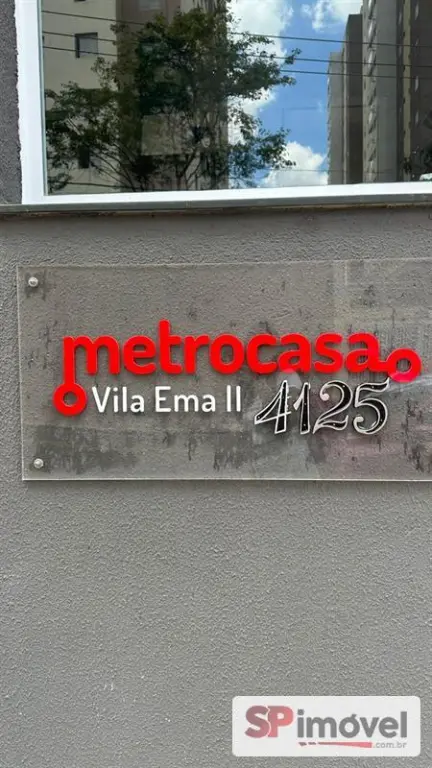 metrocasa
Vila Ema II 4125
SPimóvel
.com.br